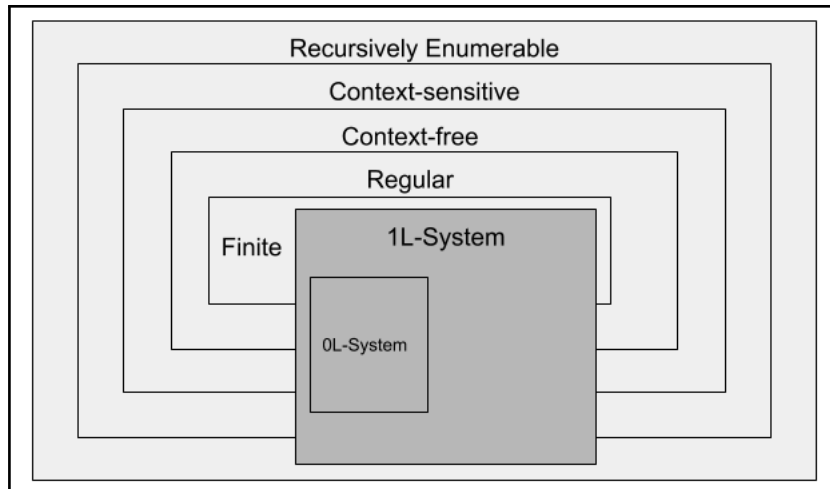 Recursively Enumerable
Context-sensitive
Context-free
Regular
1L-System
Finite
0L-System